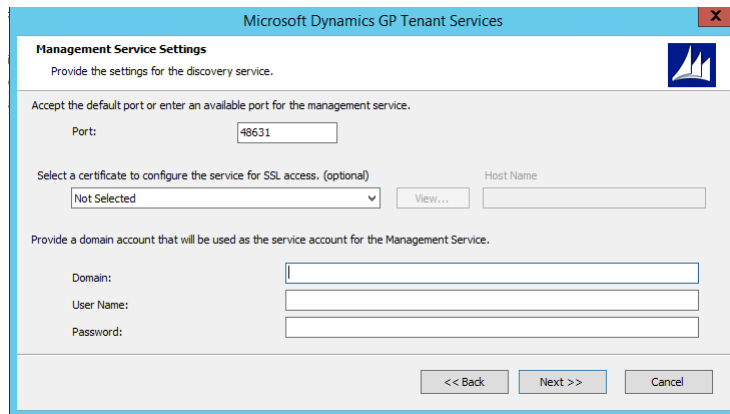 Microsoft Dynamics GP Tenant Services
X
Management Service Settings
Provide the settings for the discovery service.
Accept the default port or enter an available port for the management service.
Port: 48631
Select a certificate to configure the service for SSL access. (optional) Host Name
Not Selected View...
Provide a domain account that will be used as the service account for the Management Service.
Domain:
User Name:
Password:
<< Back Next >> Cancel